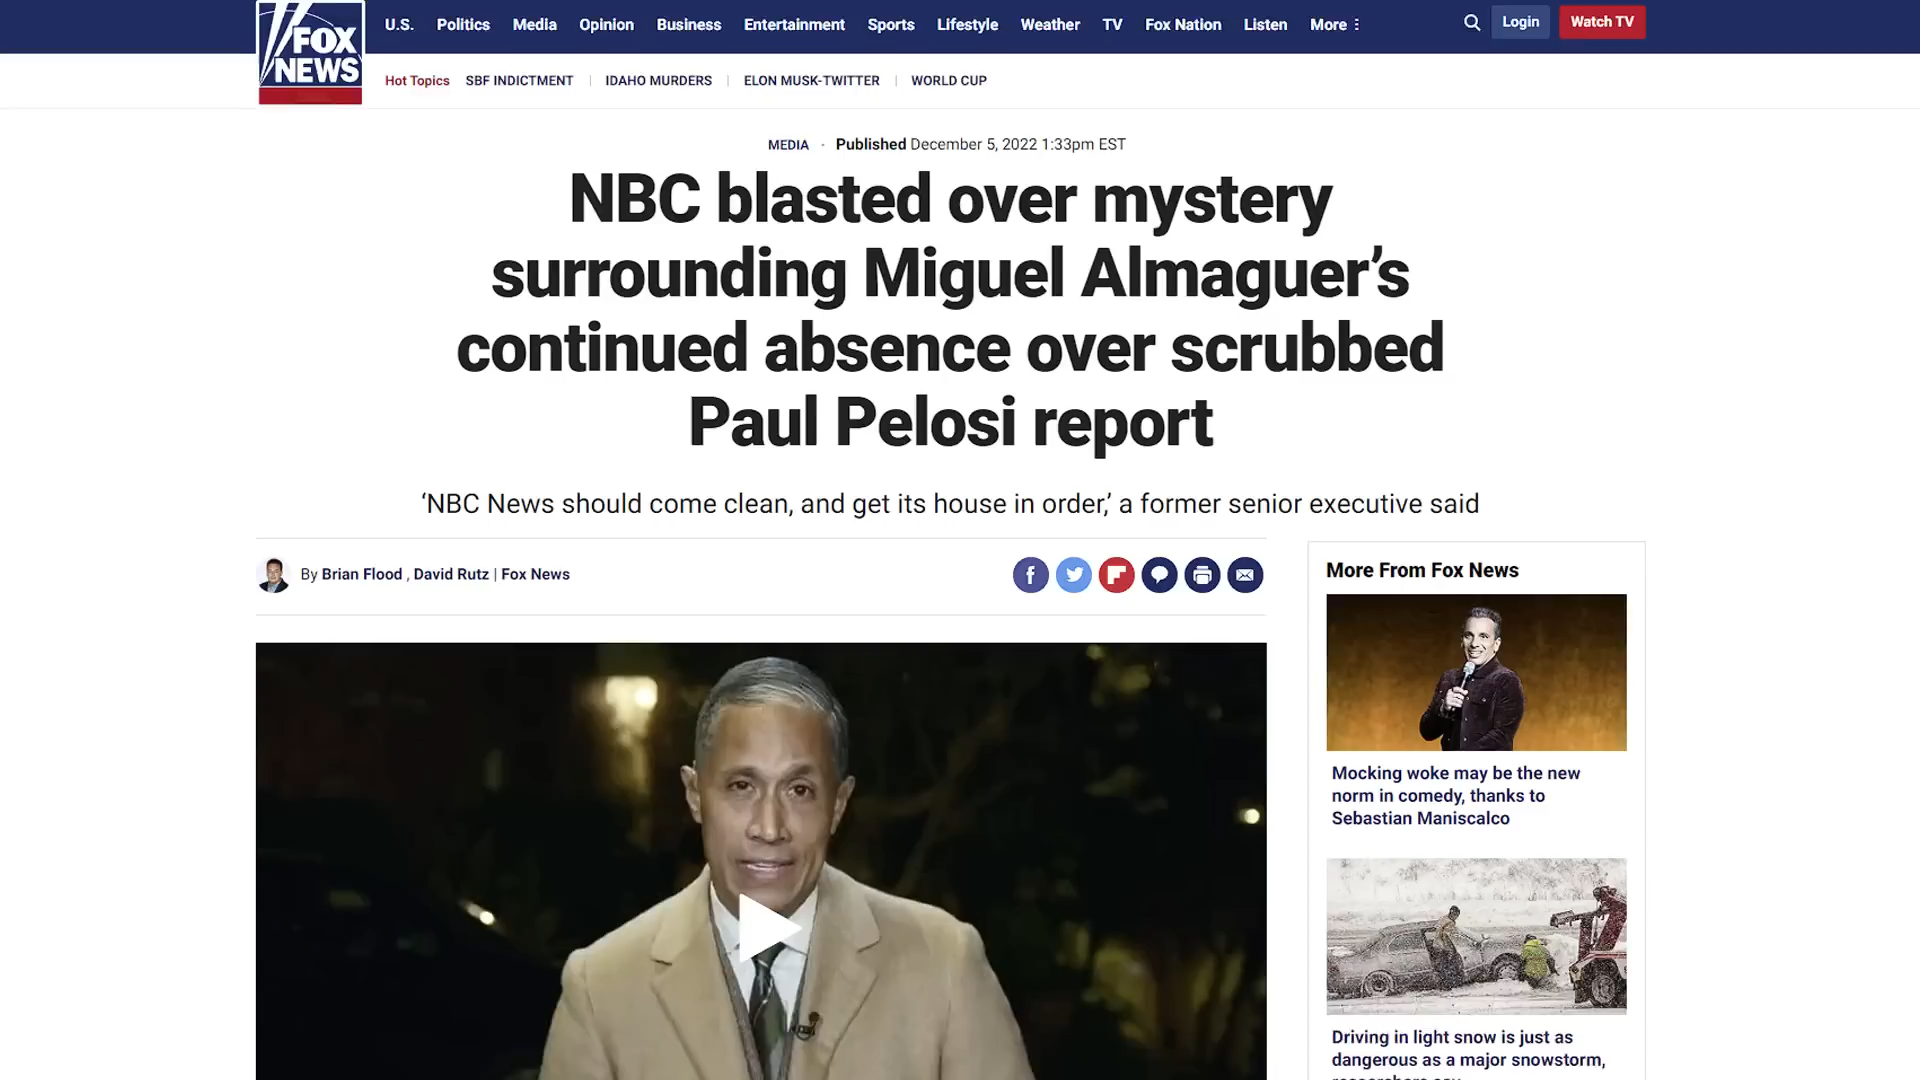 FOX
NEWS
U.S. Politics Media Opinion Business Entertainment Sports Lifestyle Weather TV Fox Nation Listen More Login Watch TV
Hot Topics SBF INDICTMENT IDAHO MURDERS ELON MUSK-TWITTER WORLD CUP
MEDIA · Published December 5, 2022 1:33pm EST
NBC blasted over mystery
surrounding Miguel Almaguer’s
continued absence over scrubbed
Paul Pelosi report
‘NBC News should come clean, and get its house in order,’ a former senior executive said
By Brian Flood , David Rutz | Fox News
More From Fox News
Mocking woke may be the new
norm in comedy, thanks to
Sebastian Maniscalco
Driving in light snow is just as
dangerous as a major snowstorm,